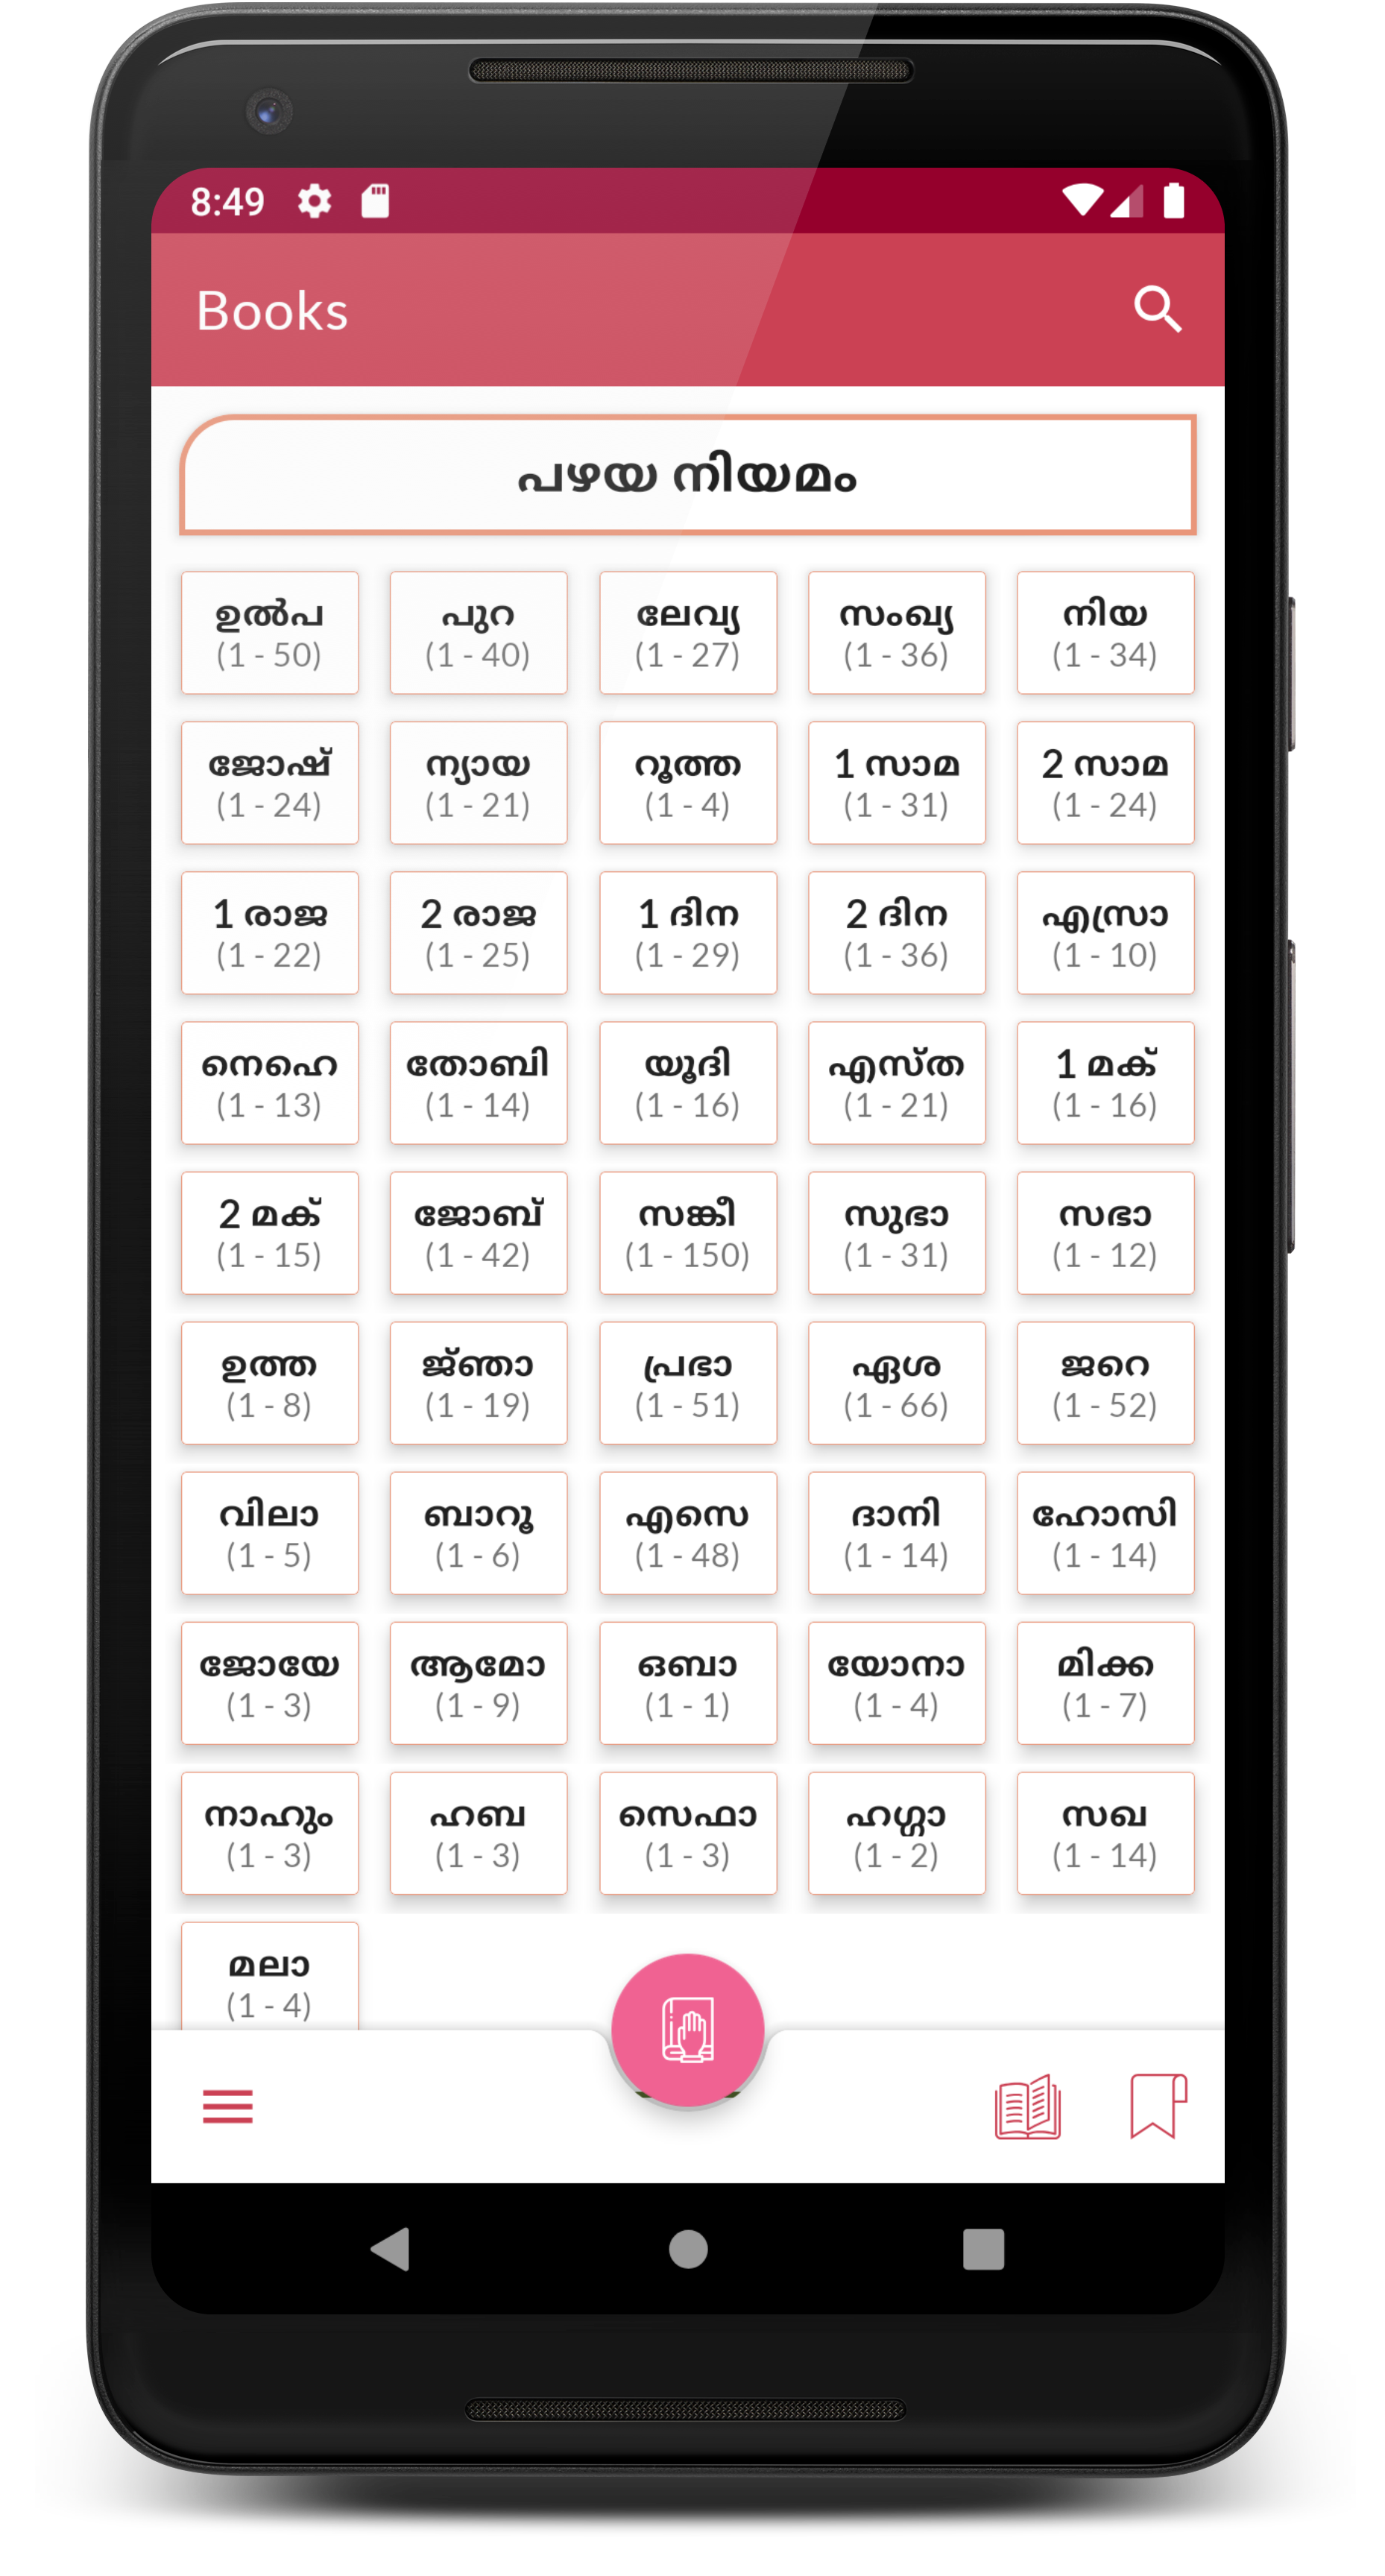 8:49
Books
പഴയ നിയമം
ഉൽപ പുറ ലേവ്യ സംഖ്യ നിയ
(1 - 50) (1 - 40) (1 - 27) (1 - 36) (1 - 34)
ജോഷ് ന്യായ റൂത്ത 1 സാമ 2 സാമ
(1 - 24) (1 - 21) (1 - 4) (1 - 31) (1 - 24)
1 രാജ 2 രാജ 1 ദിന 2 ദിന എസ്രാ
(1 - 22) (1 - 25) (1 - 29) (1 - 36) (1 - 10)
നെഹെ തോബി യൂദി എസ്ത 1 മക്
(1 - 13) (1 - 14) (1 - 16) (1 - 21) (1 - 16)
2 മക് ജോബ് സങ്കീ സുഭാ സഭാ
(1 - 15) (1 - 42) (1 - 150) (1 - 31) (1 - 12)
ഉത്ത ജ്ഞാ പ്രഭാ ഏശ ജറെ
(1 - 8) (1 - 19) (1 - 51) (1 - 66) (1 - 52)
വിലാ ബാറൂ എസെ ദാനി ഹോസി
(1 - 5) (1 - 6) (1 - 48) (1 - 14) (1 - 14)
ജോയേ ആമോ ഒബാ യോനാ മിക്ക
(1 - 3) (1 - 9) (1 - 1) (1 - 4) (1 - 7)
നാഹും ഹബ സെഫാ ഹഗ്ഗാ സഖ
(1 - 3) (1 - 3) (1 - 3) (1 - 2) (1 - 14)
മലാ
(1 - 4)